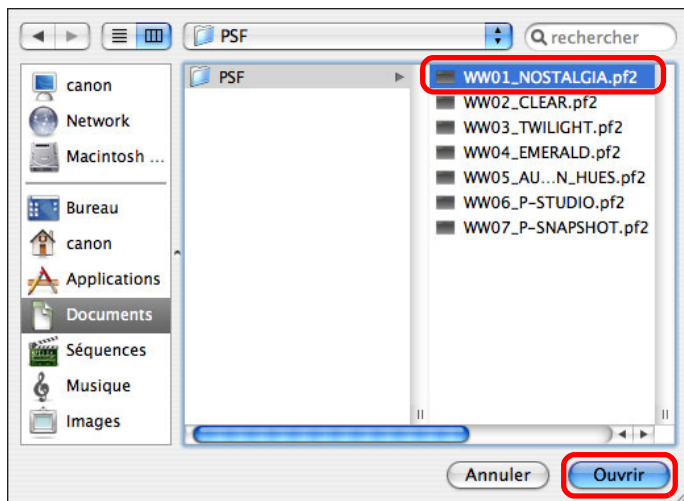 PSF
rechercher
canon
Network
Macintosh ...
Bureau
canon
Applications
Documents
Séquences
Musique
Images
PSF
WW01_NOSTALGIA.pf2
WW02_CLEAR.pf2
WW03_TWILIGHT.pf2
WW04_EMERALD.pf2
WW05_AU...N_HUES.pf2
WW06_P-STUDIO.pf2
WW07_P-SNAPSHOT.pf2
Annuler
Ouvrir